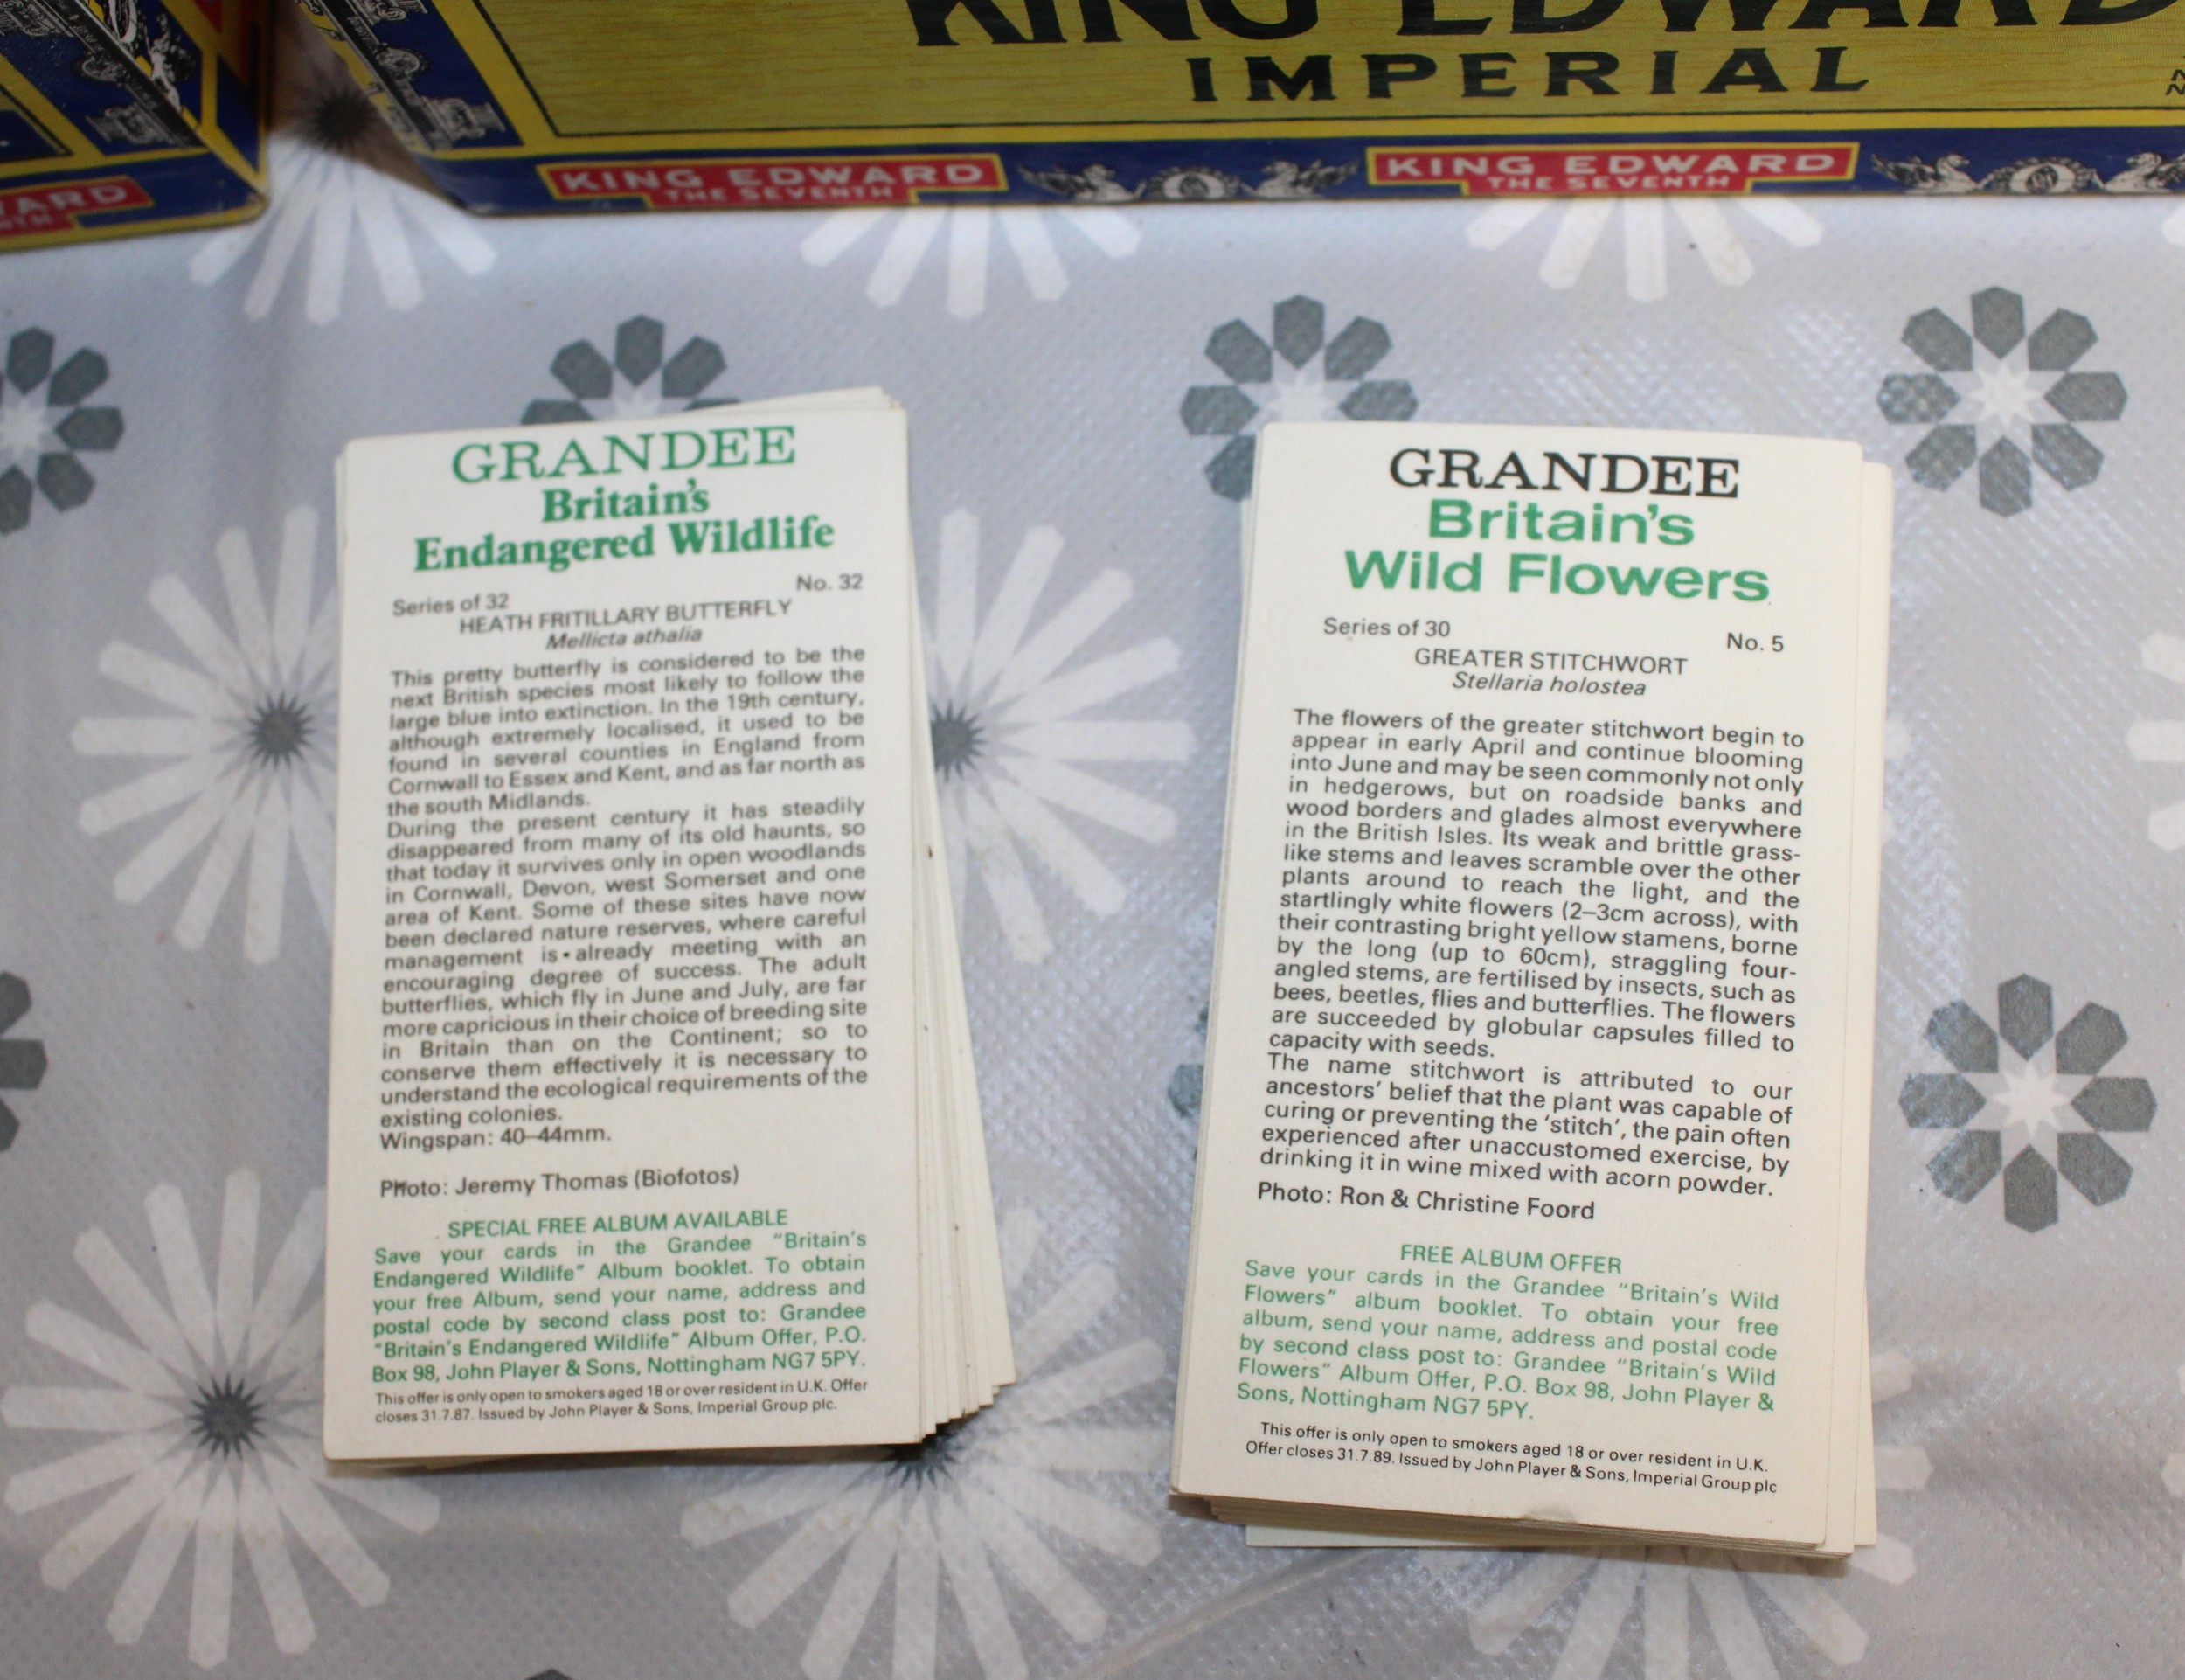 KING EDWARD
IMPERIAL
KING EDWARD
THE SEVENTH
KING EDWARD
THE SEVENTH
GRANDEE
Britain's
Endangered Wildlife
Series of 32
No. 32
HEATH FRITILLARY BUTTERFLY
Mellicta athalia
This pretty butterfly is considered to be the
next British species most likely to follow the
large blue into extinction. In the 19th century,
although extremely localised, it used to be
found in several counties in England from
Cornwall to Essex and Kent, and as far north as
the south Midlands.
During the present century it has steadily
disappeared from many of its old haunts, so
that today it survives only in open woodlands
in Cornwall, Devon, west Somerset and one
area of Kent. Some of these sites have now
been declared nature reserves, where careful
management is already meeting with an
encouraging degree of success. The adult
butterflies, which fly in June and July, are far
more capricious in their choice of breeding site
in Britain than on the Continent; so to
conserve them effectively it is necessary to
understand the ecological requirements of the
existing colonies.
Wingspan: 40–44mm.
Photo: Jeremy Thomas (Biofotos)
SPECIAL FREE ALBUM AVAILABLE
Save your cards in the Grandee "Britain's
Endangered Wildlife" Album booklet. To obtain
your free Album, send your name, address and
postal code by second class post to: Grandee
"Britain's Endangered Wildlife" Album Offer, P.O.
Box 98, John Player & Sons, Nottingham NG7 5PY.
This offer is only open to smokers aged 18 or over resident in U.K. Offer
closes 31.7.87. Issued by John Player & Sons, Imperial Group plc.
GRANDEE
Britain's
Wild Flowers
Series of 30
No. 5
GREATER STITCHWORT
Stellaria holostea
The flowers of the greater stitchwort begin to
appear in early April and continue blooming
into June and may be seen commonly not only
in hedgerows, but on roadside banks and
wood borders and glades almost everywhere
in the British Isles. Its weak and brittle grass-
like stems and leaves scramble over the other
plants around to reach the light, and the
startlingly white flowers (2–3cm across), with
their contrasting bright yellow stamens, borne
by the long (up to 60cm), straggling four-
angled stems, are fertilised by insects, such as
bees, beetles, flies and butterflies. The flowers
are succeeded by globular capsules filled to
capacity with seeds.
The name stitchwort is attributed to our
ancestors' belief that the plant was capable of
curing or preventing the 'stitch', the pain often
experienced after unaccustomed exercise, by
drinking it in wine mixed with acorn powder.
Photo: Ron & Christine Foord
FREE ALBUM OFFER
Save your cards in the Grandee "Britain's Wild
Flowers" album booklet. To obtain your free
album, send your name, address and postal code
by second class post to: Grandee "Britain's Wild
Flowers" Album Offer, P.O. Box 98, John Player &
Sons, Nottingham NG7 5PY.
This offer is only open to smokers aged 18 or over resident in U.K.
Offer closes 31.7.89. Issued by John Player & Sons, Imperial Group plc